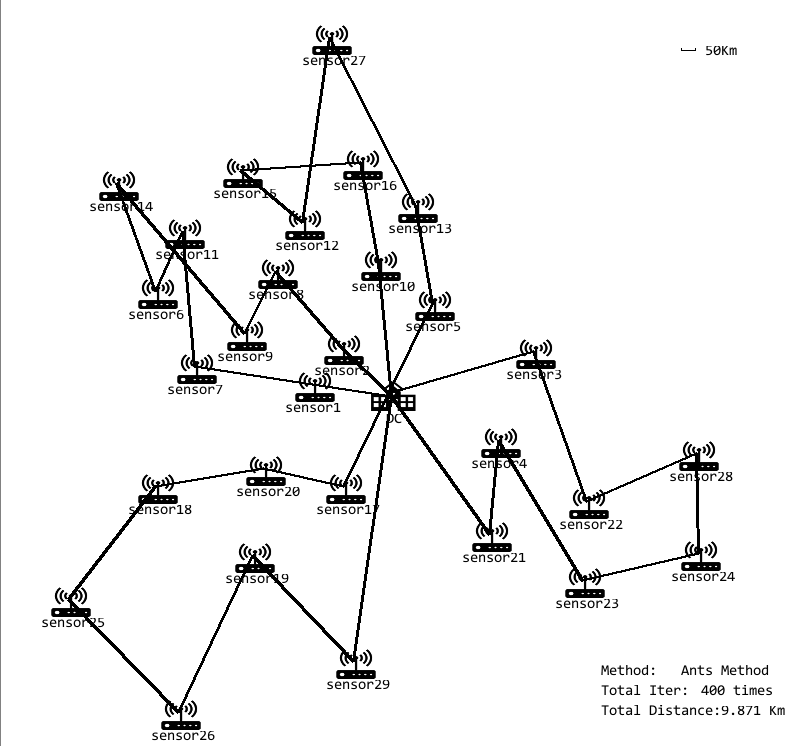 50Km
sensor27
sensor16
sensor15
sensor14
sensor13
sensor12
sensor11
sensor10
sensor8
sensor6
sensor5
sensor9
sensor2
sensor3
sensor7
sensor1
DC
sensor4
sensor28
sensor20
sensor18
sensor17
sensor22
sensor21
sensor19
sensor24
sensor23
sensor25
sensor29
sensor26
Method: Ants Method
Total Iter: 400 times
Total Distance:9.871 Km